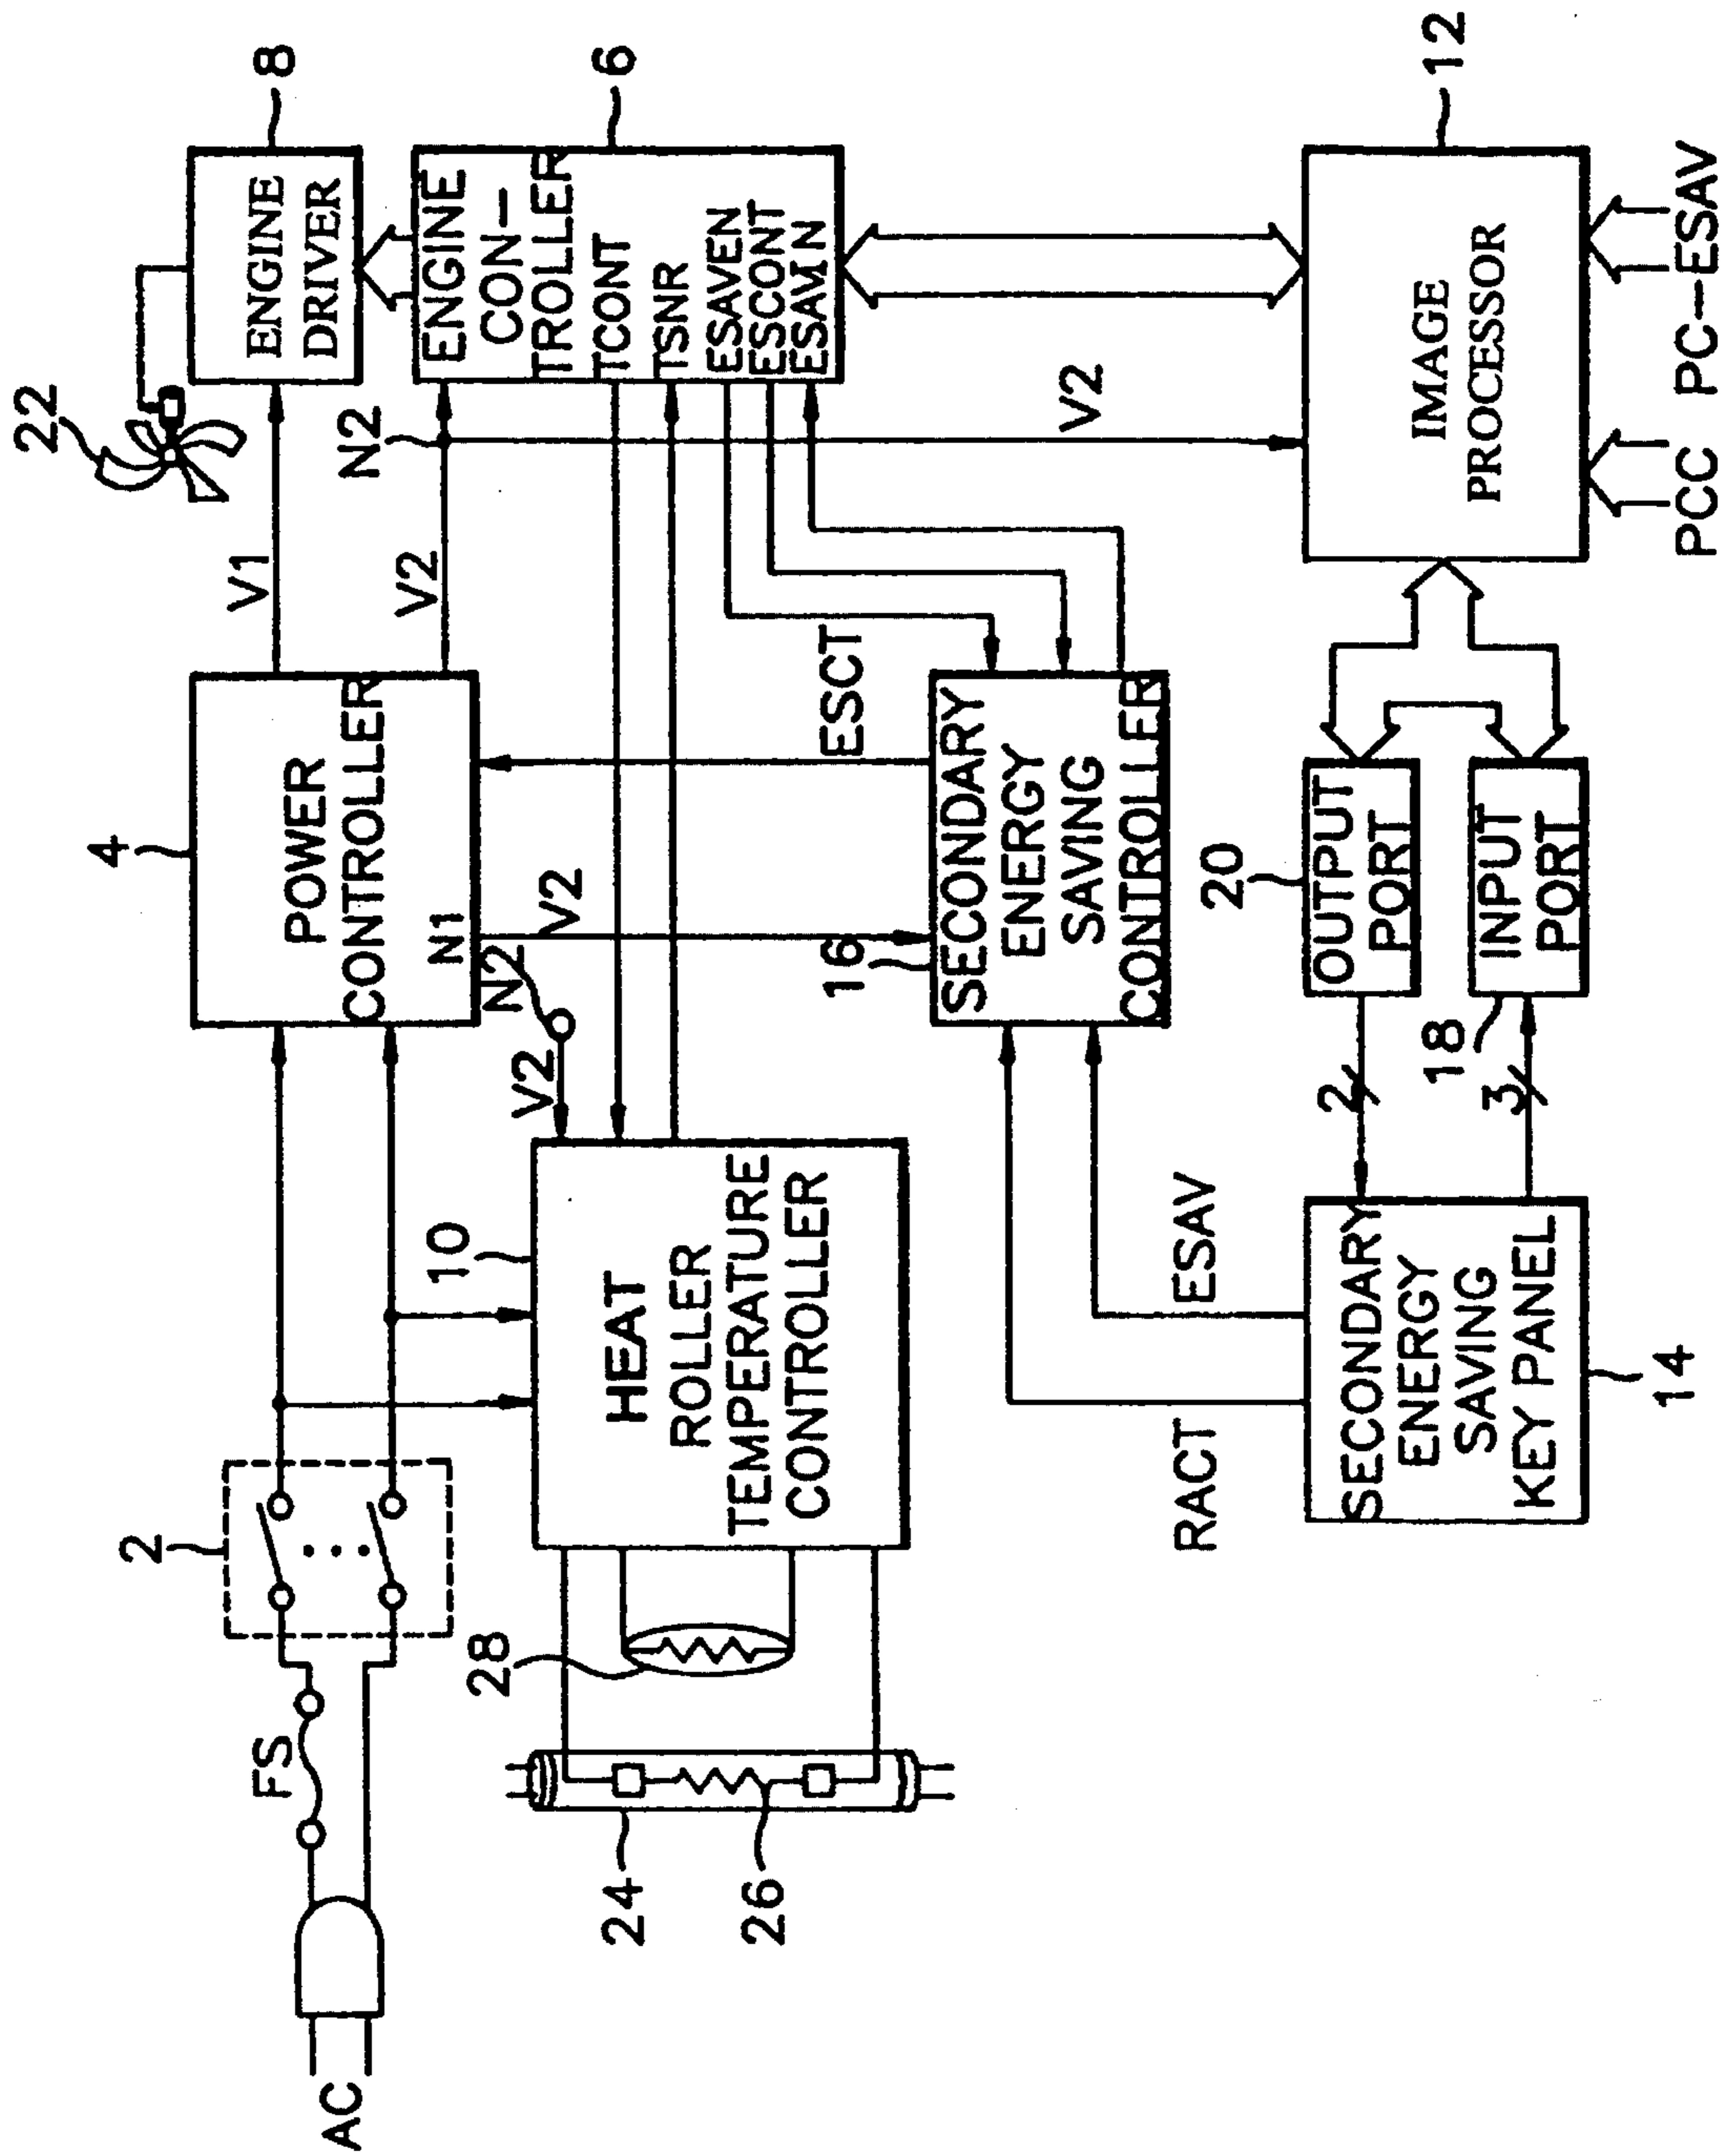 AC
FS
2
4
POWER
CONTROLLER
N1
V1
V2
N2
22
ENGINE
DRIVER
8
ENGINE
CON-
TROLLER
TCONT
TSNR
ESAVEN
ESCONT
ESAVIN
6
10
HEAT
ROLLER
TEMPERATURE
CONTROLLER
N2
V2
V2
ESCT
V2
24
26
28
16
SECONDARY
ENERGY
SAVING
CONTROLLER
RACT
ESAV
SECONDARY
ENERGY
SAVING
KEY PANEL
14
2
3
20
OUTPUT
PORT
18
INPUT
PORT
IMAGE
PROCESSOR
12
PCC
PC-ESAV